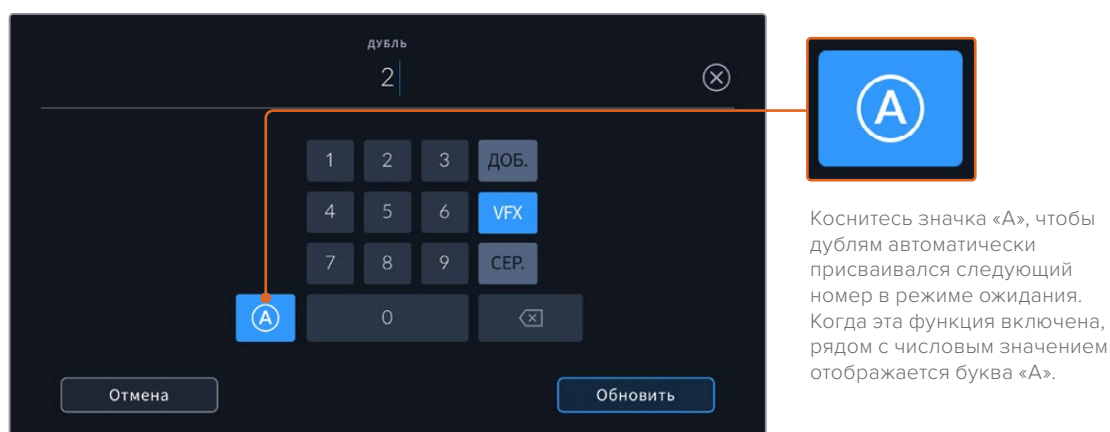 ДУБЛЬ
2
1 2 3 ДОБ.
4 5 6 VFX
7 8 9 СЕР.
A 0
Отмена Обновить
A
Коснитесь значка «А», чтобы
дублям автоматически
присваивался следующий
номер в режиме ожидания.
Когда эта функция включена,
рядом с числовым значением
отображается буква «А».